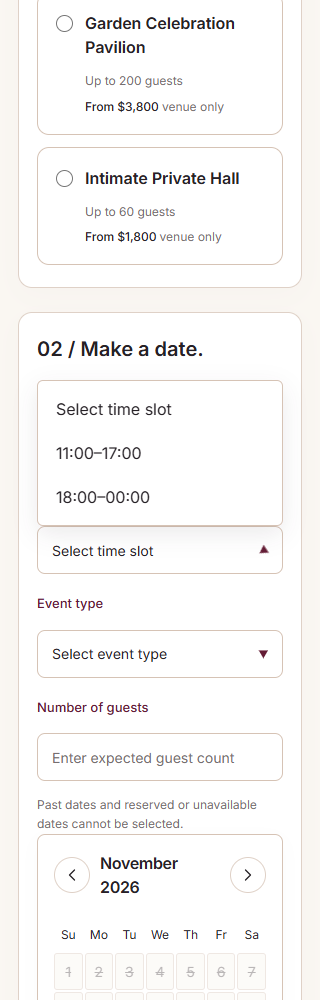 Garden Celebration
Pavilion
Up to 200 guests
From $3,800 venue only
Intimate Private Hall
Up to 60 guests
From $1,800 venue only
02 / Make a date.
Select time slot
11:00–17:00
18:00–00:00
Select time slot
Event type
Select event type
Number of guests
Enter expected guest count
Past dates and reserved or unavailable
dates cannot be selected.
November
2026
Su Mo Tu We Th Fr Sa
1 2 3 4 5 6 7